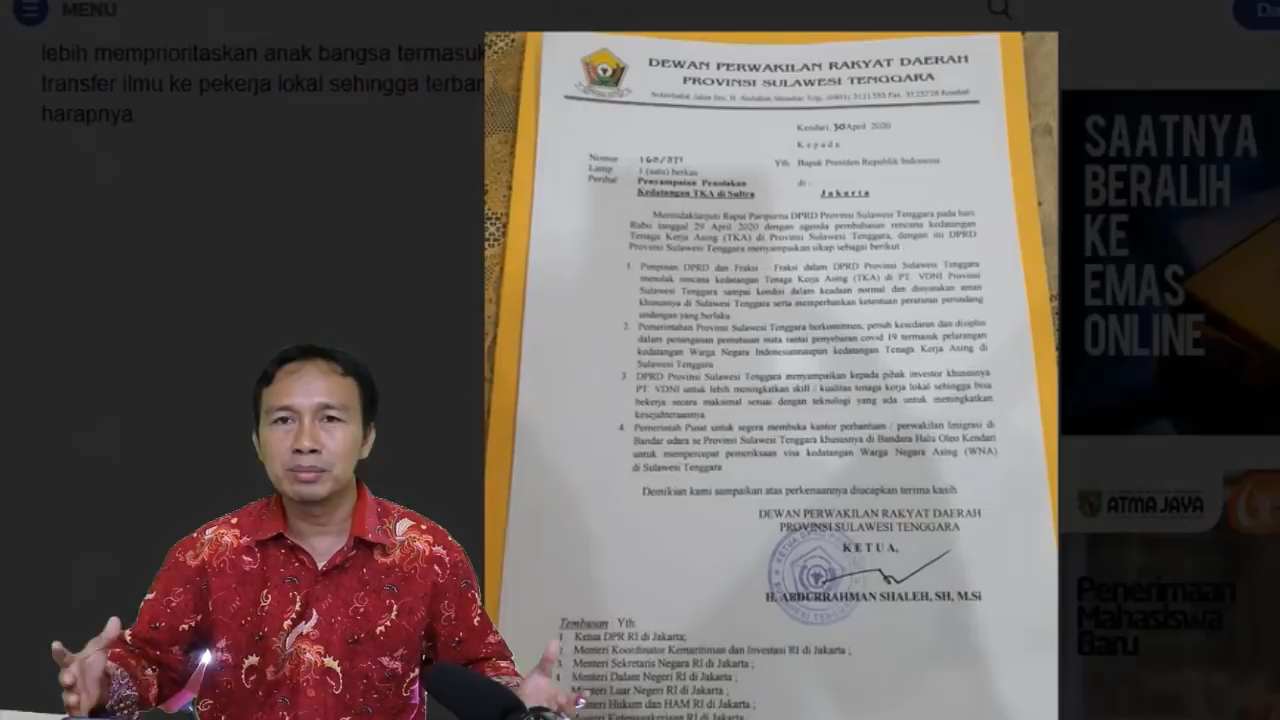 MENU
lebih memprioritaskan anak bangsa termasuk
transfer ilmu ke pekerja lokal sehingga
harapnya
DEWAN PERWAKILAN RAKYAT DAERAH
PROVINSI SULAWESI TENGGARA
Kendari, 30 April 2020
Kepada
Nomor
Yth. Bapak Presiden Republik Indonesia
Lamp 1 (satu) berkas
di -
Perihal Penyampaian Penolakan
Kedatangan TKA di Sultra
Jakarta
Menindaklanjuti Rapat Paripurna DPRD Provinsi Sulawesi Tenggara pada hari
Rabu tanggal 29 April 2020 dengan agenda pembahasan rencana kedatangan
Tenaga Kerja Asing (TKA) di Provinsi Sulawesi Tenggara, dengan ini DPRD
Provinsi Sulawesi Tenggara menyampaikan sikap sebagai berikut :
1. Pimpinan DPRD dan Fraksi - Fraksi dalam DPRD Provinsi Sulawesi Tenggara
menolak rencana kedatangan Tenaga Kerja Asing (TKA) di PT. VDNI Provinsi
Sulawesi Tenggara sampai kondisi dalam keadaan normal dan dinyatakan aman
khususnya di Sulawesi Tenggara serta memperhatikan ketentuan peraturan perundang
undangan yang berlaku.
2. Pemerintahan Provinsi Sulawesi Tenggara berkomitmen, penuh kesadaran dan disiplin
dalam penanganan pemutusan mata rantai penyebaran covid 19 termasuk pelarangan
kedatangan Warga Negara Indonesiamaupun kedatangan Tenaga Kerja Asing di
Sulawesi Tenggara
3. DPRD Provinsi Sulawesi Tenggara menyampaikan kepada pihak investor khususnya
PT. VDNI untuk lebih meningkatkan skill / kualitas tenaga kerja lokal sehingga bisa
bekerja secara maksimal sesuai dengan teknologi yang ada untuk meningkatkan
kesejahteraannya.
4. Pemerintah Pusat untuk segera membuka kantor perbantuan / perwakilan Imigrasi di
Bandar udara se Provinsi Sulawesi Tenggara khususnya di Bandara Halu Oleo Kendari
untuk mempercepat pemeriksaan visa kedatangan Warga Negara Asing (WNA)
di Sulawesi Tenggara
Demikian kami sampaikan atas perkenaannya diucapkan terima kasih
DEWAN PERWAKILAN RAKYAT DAERAH
PROVINSI SULAWESI TENGGARA
KETUA,
H. ABDURRAHMAN SHALEH, SH, M.Si
Tembusan : Yth.
1. Ketua DPR RI di Jakarta;
2. Menteri Koordinator Kemaritiman dan Investasi RI di Jakarta ;
3. Menteri Sekretaris Negara RI di Jakarta ;
4. Menteri Dalam Negeri RI di Jakarta ;
Menteri Luar Negeri RI di Jakarta ;
Menteri Hukum dan HAM RI di Jakarta ;
Menteri Ketenagakerjaan RI di Jakarta ;
SAATNYA
BERALIH
KE
EMAS
ONLINE
ATMA JAYA
Penerimaan
Mahasiswa
Baru